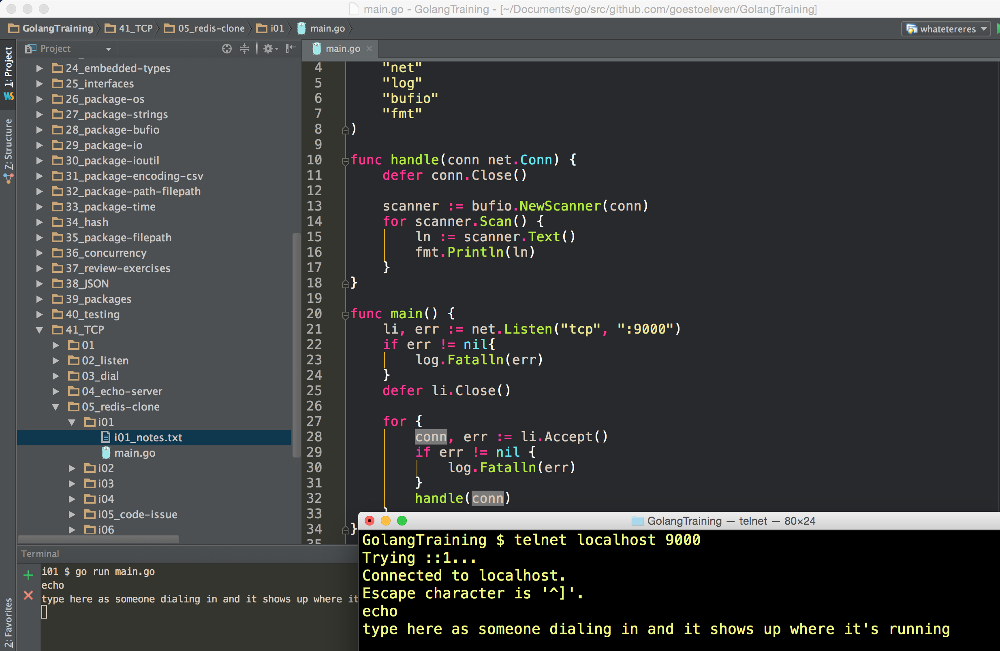 main.go - GolangTraining - [~/Documents/go/src/github.com/goestoeleven/GolangTraining]
GolangTraining 41_TCP 05_redis-clone i01 main.go whatetereres
1: Project
7: Structure
2: Favorites
Project
24_embedded-types
25_interfaces
26_package-os
27_package-strings
28_package-bufio
29_package-io
30_package-ioutil
31_package-encoding-csv
32_package-path-filepath
33_package-time
34_hash
35_package-filepath
36_concurrency
37_review-exercises
38_JSON
39_packages
40_testing
41_TCP
01
02_listen
03_dial
04_echo-server
05_redis-clone
i01
i01_notes.txt
main.go
i02
i03
i04
i05_code-issue
i06
main.go
4 "net"
5 "log"
6 "bufio"
7 "fmt"
8 )
9
10 func handle(conn net.Conn) {
11 defer conn.Close()
12
13 scanner := bufio.NewScanner(conn)
14 for scanner.Scan() {
15 ln := scanner.Text()
16 fmt.Println(ln)
17 }
18 }
19
20 func main() {
21 li, err := net.Listen("tcp", ":9000")
22 if err != nil{
23 log.Fatalln(err)
24 }
25 defer li.Close()
26
27 for {
28 conn, err := li.Accept()
29 if err != nil {
30 log.Fatalln(err)
31 }
32 handle(conn)
33 }
34 }
35
Terminal
i01 $ go run main.go
echo
type here as someone dialing in and it shows up where it
GolangTraining — telnet — 80×24
GolangTraining $ telnet localhost 9000
Trying ::1...
Connected to localhost.
Escape character is '^]'.
echo
type here as someone dialing in and it shows up where it's running